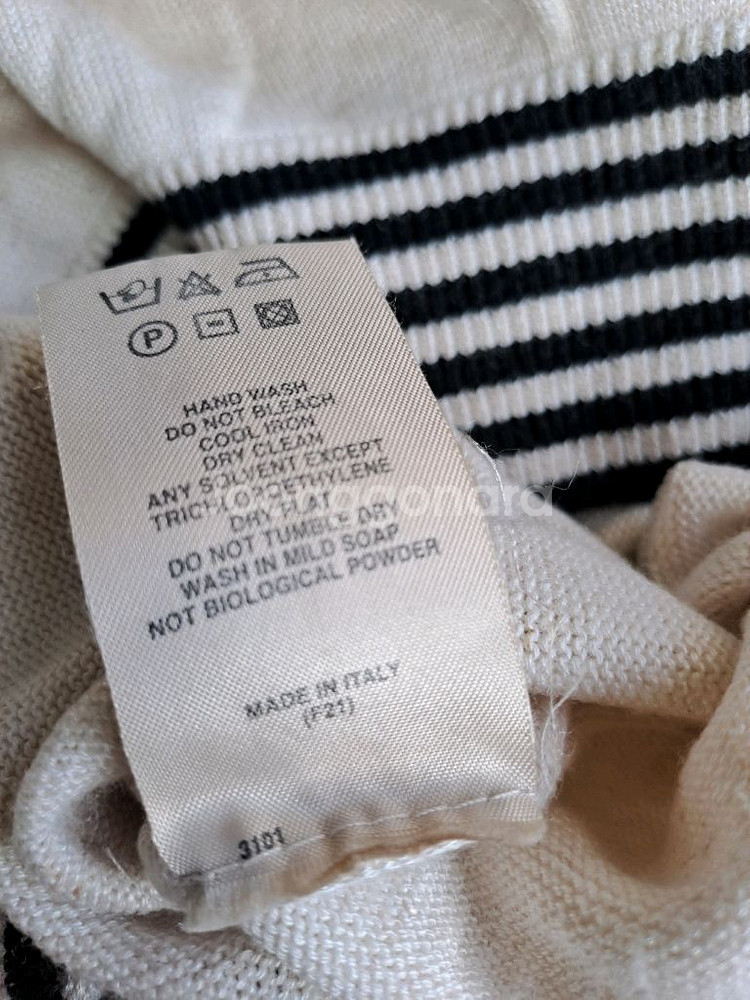 P
HAND WASH
DO NOT BLEACH
COOL IRON
DRY CLEAN
ANY SOLVENT EXCEPT
TRICHLOROETHYLENE
DRY FLAT
DO NOT TUMBLE DRY
WASH IN MILD SOAP
NOT BIOLOGICAL POWDER
MADE IN ITALY
(F21)
3101